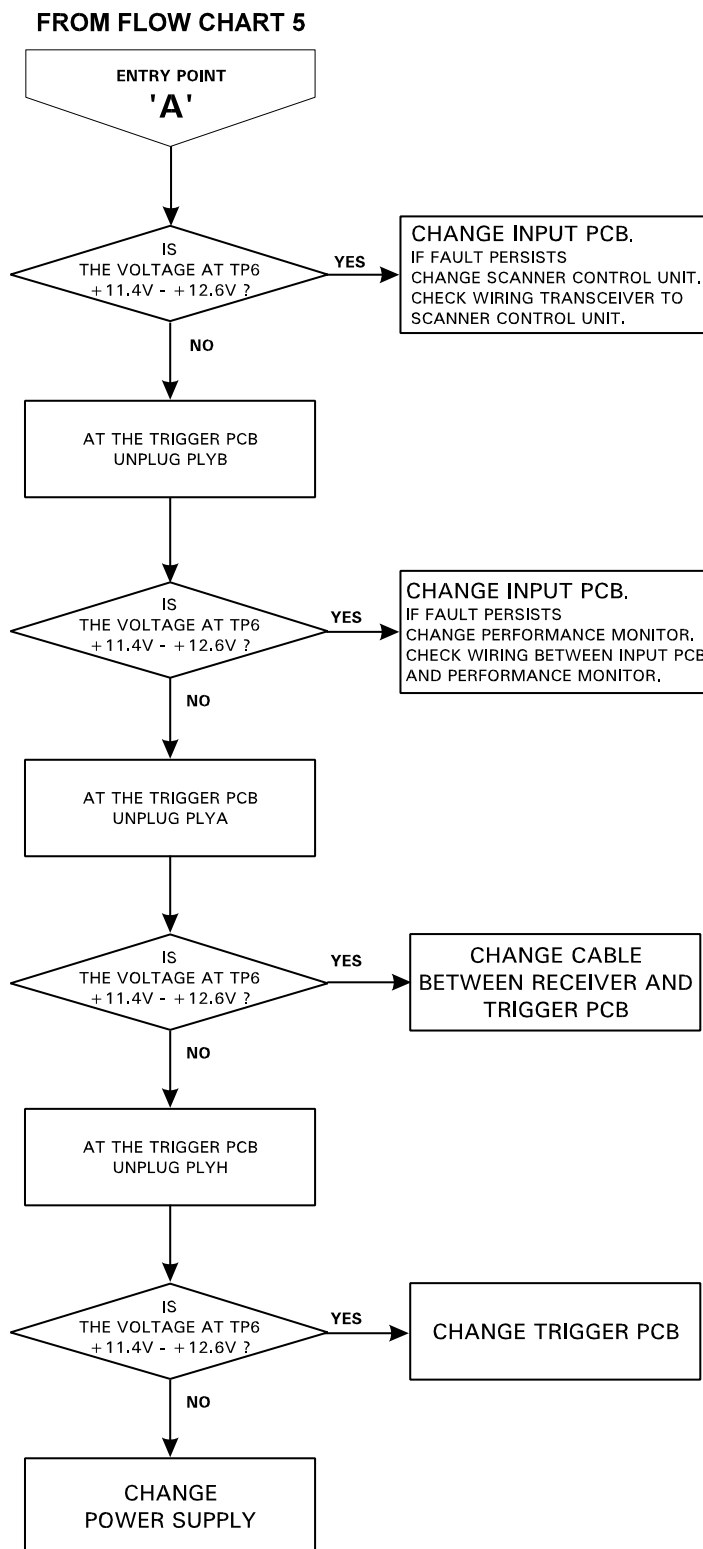 FROM FLOW CHART 5
ENTRY POINT
'A'
IS
THE VOLTAGE AT TP6
+11.4V - +12.6V ?
YES
CHANGE INPUT PCB.
IF FAULT PERSISTS
CHANGE SCANNER CONTROL UNIT.
CHECK WIRING TRANSCEIVER TO
SCANNER CONTROL UNIT.
NO
AT THE TRIGGER PCB
UNPLUG PLYB
IS
THE VOLTAGE AT TP6
+11.4V - +12.6V ?
YES
CHANGE INPUT PCB.
IF FAULT PERSISTS
CHANGE PERFORMANCE MONITOR.
CHECK WIRING BETWEEN INPUT PCB
AND PERFORMANCE MONITOR.
NO
AT THE TRIGGER PCB
UNPLUG PLYA
IS
THE VOLTAGE AT TP6
+11.4V - +12.6V ?
YES
CHANGE CABLE
BETWEEN RECEIVER AND
TRIGGER PCB
NO
AT THE TRIGGER PCB
UNPLUG PLYH
IS
THE VOLTAGE AT TP6
+11.4V - +12.6V ?
YES
CHANGE TRIGGER PCB
NO
CHANGE
POWER SUPPLY